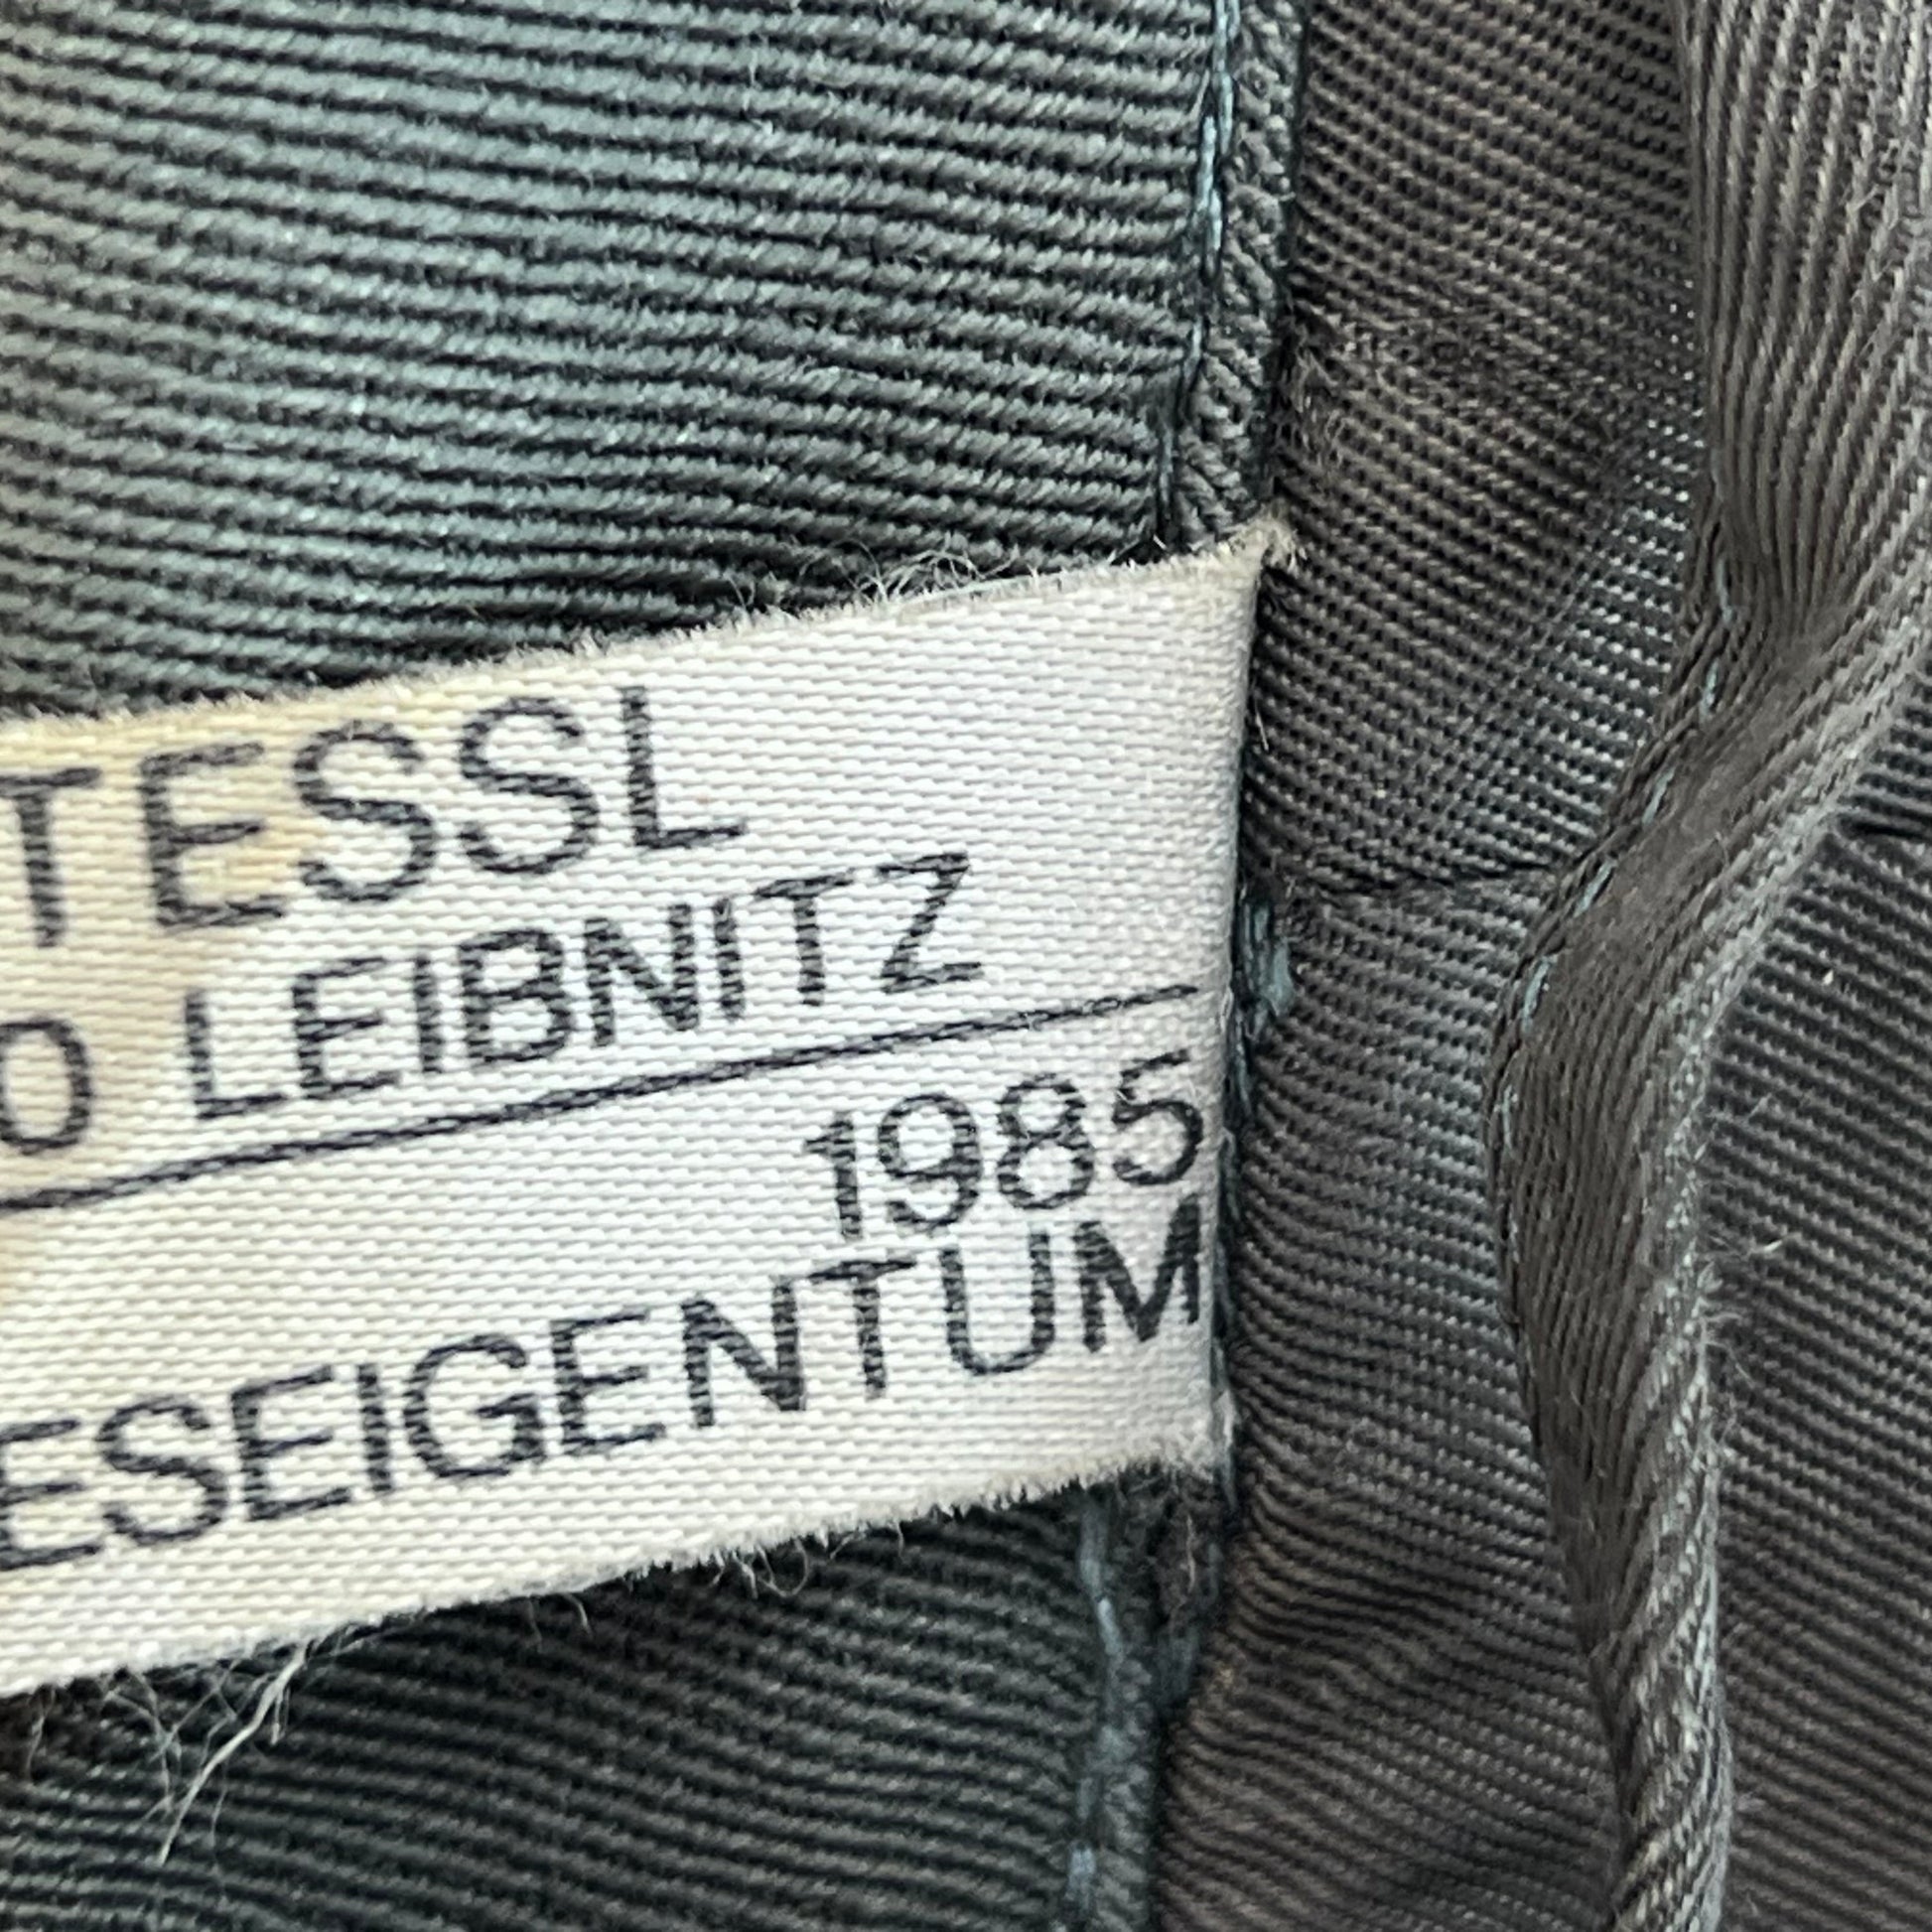 TESSL
0 LEIBNITZ
1985
ESEIGENTUM